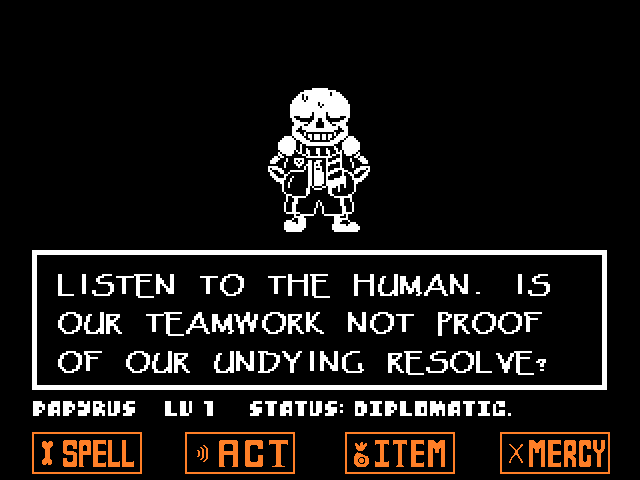 LISTEN TO THE HUMAN. IS
OUR TEAMWORK NOT PROOF
OF OUR UNDYING RESOLVE?
PAPYRUS LV 1 STATUS: DIPLOMATIC.
SPELL ACT ITEM MERCY